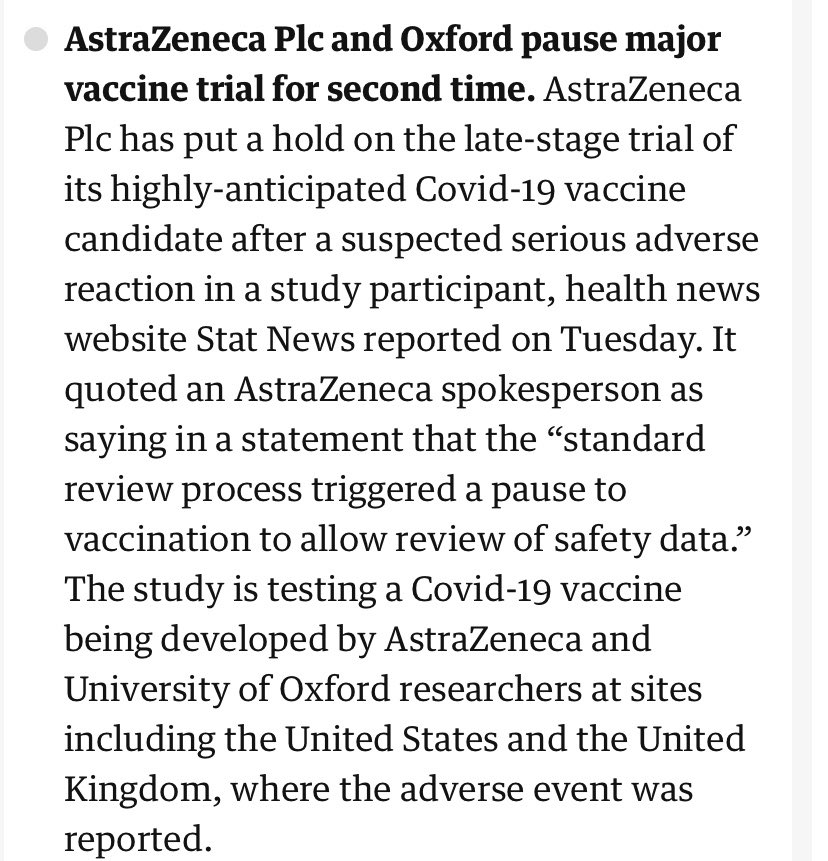 AstraZeneca Plc and Oxford pause major
vaccine trial for second time. AstraZeneca
Plc has put a hold on the late-stage trial of
its highly-anticipated Covid-19 vaccine
candidate after a suspected serious adverse
reaction in a study participant, health news
website Stat News reported on Tuesday. It
quoted an AstraZeneca spokesperson as
saying in a statement that the “standard
review process triggered a pause to
vaccination to allow review of safety data.”
The study is testing a Covid-19 vaccine
being developed by AstraZeneca and
University of Oxford researchers at sites
including the United States and the United
Kingdom, where the adverse event was
reported.